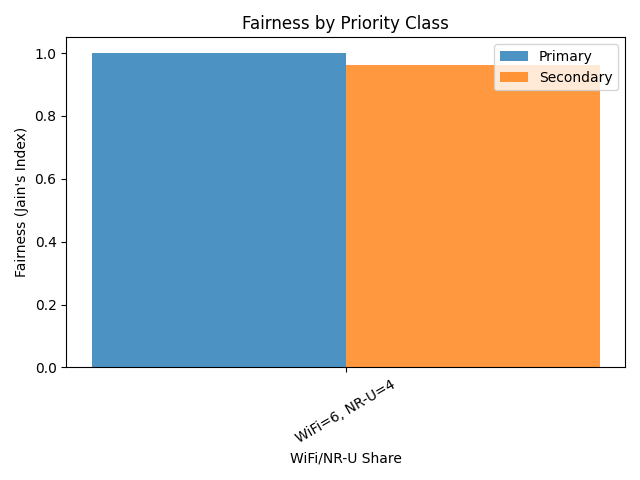 Fairness by Priority Class
Primary
Secondary
Fairness (Jain's Index)
1.0
0.8
0.6
0.4
0.2
0.0
WiFi=6, NR-U=4
WiFi/NR-U Share